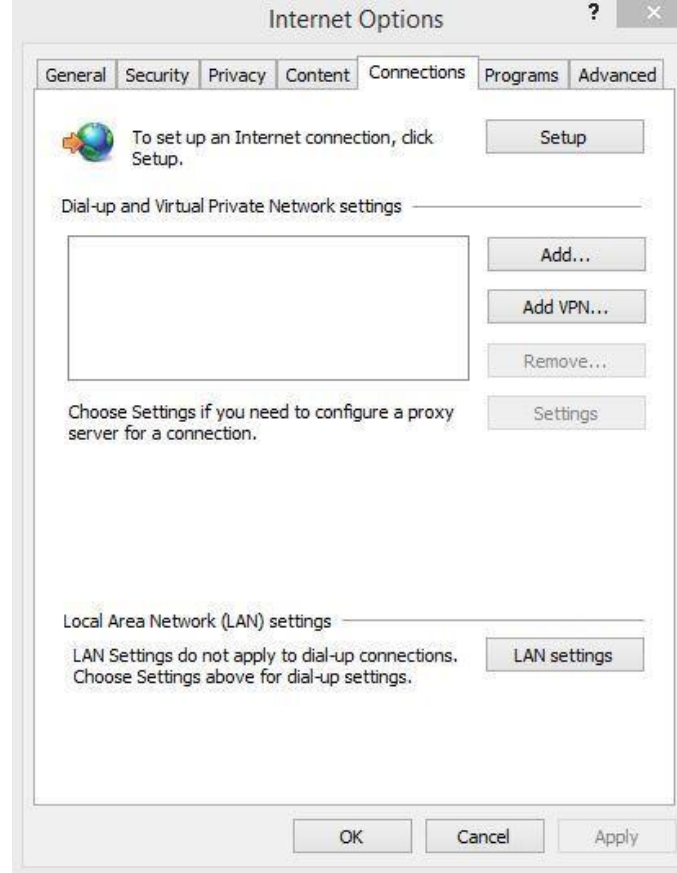 Internet Options
?
×
General Security Privacy Content Connections Programs Advanced
To set up an Internet connection, click
Setup.
Setup
Dial-up and Virtual Private Network settings
Add...
Add VPN...
Remove...
Choose Settings if you need to configure a proxy
server for a connection.
Settings
Local Area Network (LAN) settings
LAN Settings do not apply to dial-up connections.
Choose Settings above for dial-up settings.
LAN settings
OK Cancel Apply